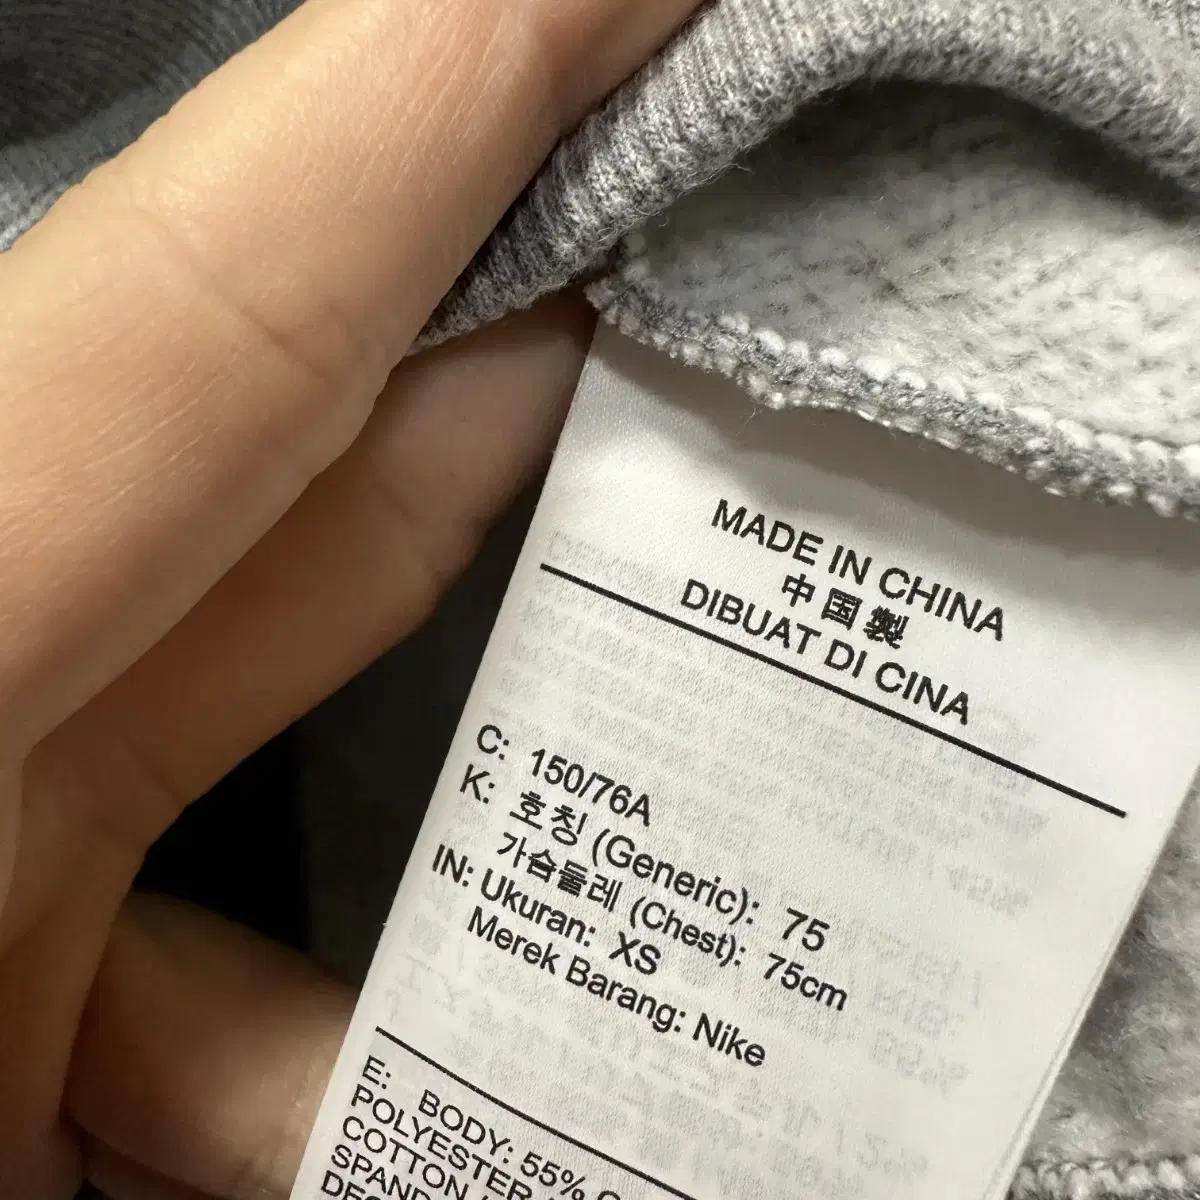 MADE IN CHINA
中国製
DIBUAT DI CINA
C: 150/76A
K: 호칭 (Generic): 75
가슴둘레 (Chest): 75cm
IN: Ukuran: XS
Merek Barang: Nike
E: BODY: 55%
POLYESTER
COTTON